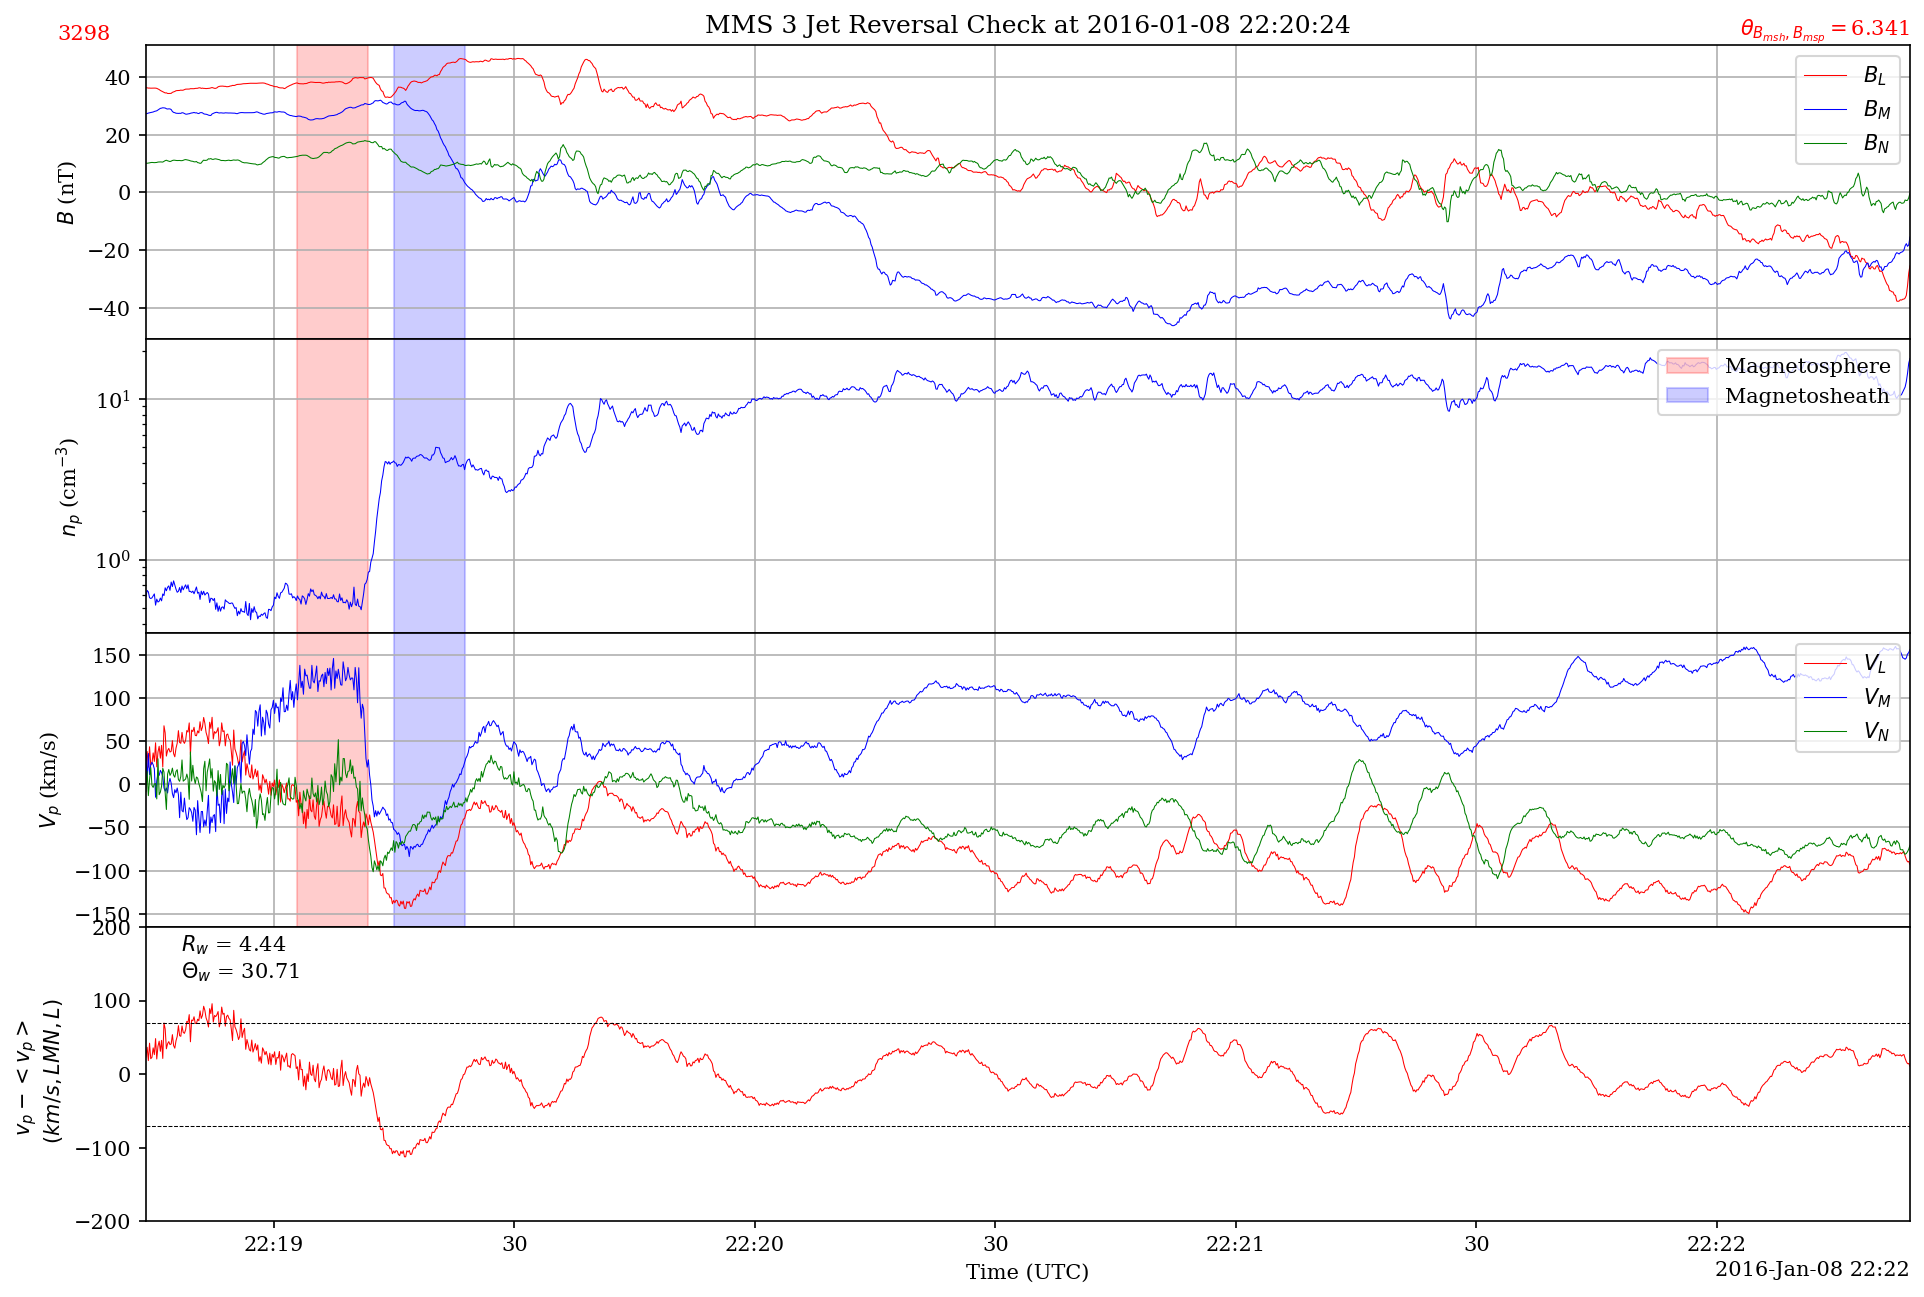 MMS 3 Jet Reversal Check at 2016-01-08 22:20:24
3298
θ_{B_{msh}, B_{msp}} = 6.341
B (nT)
40
20
0
−20
−40
B_L
B_M
B_N
n_p (cm^{−3})
10^1
10^0
Magnetosphere
Magnetosheath
V_p (km/s)
150
100
50
0
−50
−100
−150
V_L
V_M
V_N
v_p − < v_p >
(km/s, LMN, L)
200
100
0
−100
−200
R_w = 4.44
Θ_w = 30.71
22:19 30 22:20 30 22:21 30 22:22
Time (UTC)
2016-Jan-08 22:22